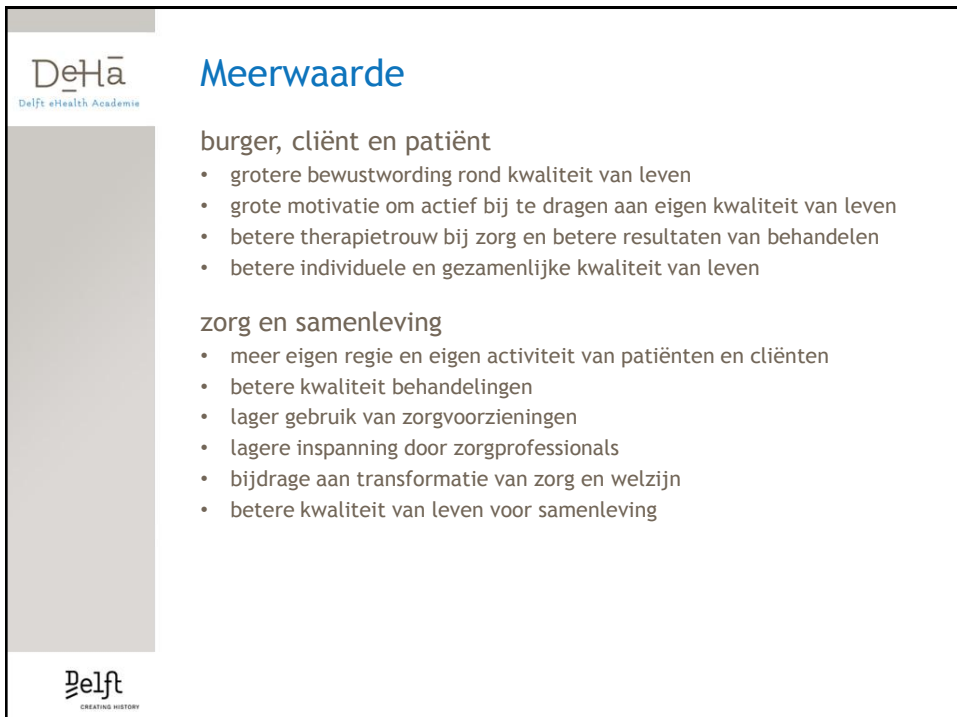 DeHā
Delft eHealth Academie
Meerwaarde
burger, cliënt en patiënt
• grotere bewustwording rond kwaliteit van leven
• grote motivatie om actief bij te dragen aan eigen kwaliteit van leven
• betere therapietrouw bij zorg en betere resultaten van behandelen
• betere individuele en gezamenlijke kwaliteit van leven
zorg en samenleving
• meer eigen regie en eigen activiteit van patiënten en cliënten
• betere kwaliteit behandelingen
• lager gebruik van zorgvoorzieningen
• lagere inspanning door zorgprofessionals
• bijdrage aan transformatie van zorg en welzijn
• betere kwaliteit van leven voor samenleving
Delft
CREATING HISTORY